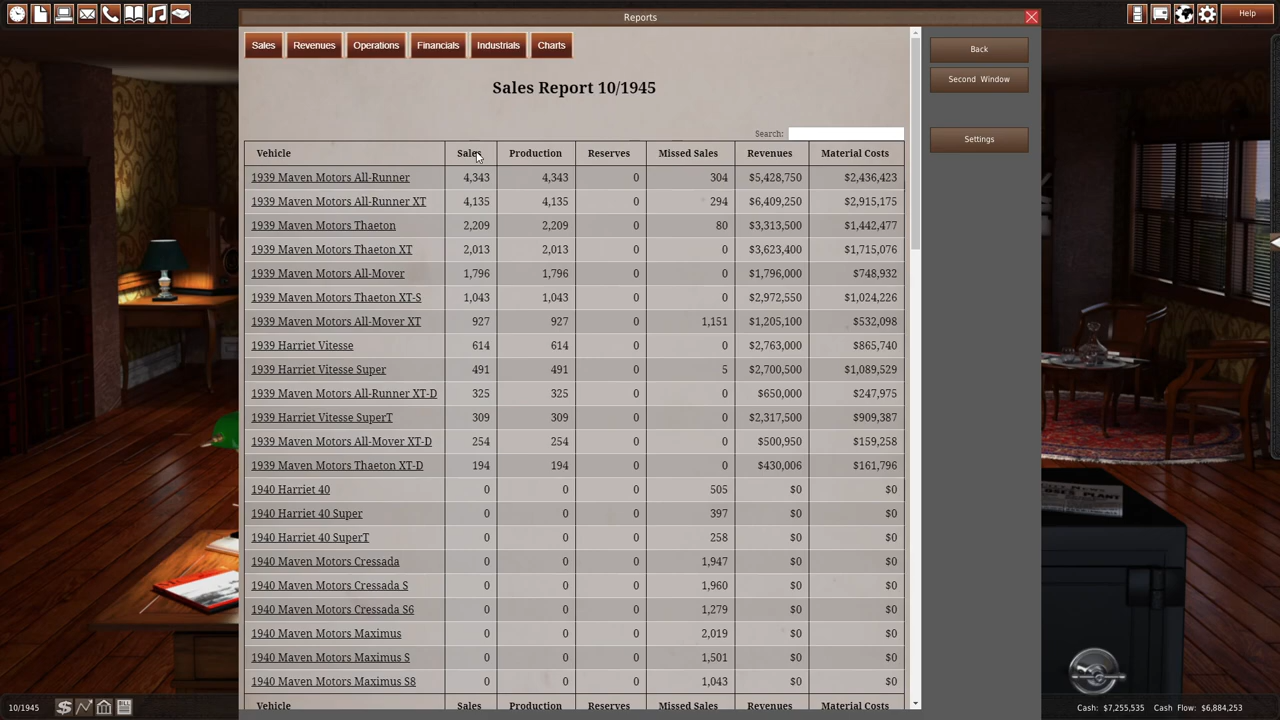 Reports
Help
Sales Revenues Operations Financials Industrials Charts
Back
Second Window
Settings
Sales Report 10/1945
Search:
Vehicle Sales Production Reserves Missed Sales Revenues Material Costs
1939 Maven Motors All-Runner 4,343 4,343 0 304 $5,428,750 $2,436,423
1939 Maven Motors All-Runner XT 4,135 4,135 0 294 $6,409,250 $2,915,175
1939 Maven Motors Thaeton 2,209 2,209 0 80 $3,313,500 $1,442,477
1939 Maven Motors Thaeton XT 2,013 2,013 0 0 $3,623,400 $1,715,076
1939 Maven Motors All-Mover 1,796 1,796 0 0 $1,796,000 $748,932
1939 Maven Motors Thaeton XT-S 1,043 1,043 0 0 $2,972,550 $1,024,226
1939 Maven Motors All-Mover XT 927 927 0 1,151 $1,205,100 $532,098
1939 Harriet Vitesse 614 614 0 0 $2,763,000 $865,740
1939 Harriet Vitesse Super 491 491 0 5 $2,700,500 $1,089,529
1939 Maven Motors All-Runner XT-D 325 325 0 0 $650,000 $247,975
1939 Harriet Vitesse SuperT 309 309 0 0 $2,317,500 $909,387
1939 Maven Motors All-Mover XT-D 254 254 0 0 $500,950 $159,258
1939 Maven Motors Thaeton XT-D 194 194 0 0 $430,006 $161,796
1940 Harriet 40 0 0 0 505 $0 $0
1940 Harriet 40 Super 0 0 0 397 $0 $0
1940 Harriet 40 SuperT 0 0 0 258 $0 $0
1940 Maven Motors Cressada 0 0 0 1,947 $0 $0
1940 Maven Motors Cressada S 0 0 0 1,960 $0 $0
1940 Maven Motors Cressada S6 0 0 0 1,279 $0 $0
1940 Maven Motors Maximus 0 0 0 2,019 $0 $0
1940 Maven Motors Maximus S 0 0 0 1,501 $0 $0
1940 Maven Motors Maximus S8 0 0 0 1,043 $0 $0
Vehicle Sales Production Reserves Missed Sales Revenues Material Costs
10/1945
Cash: $7,255,535 Cash Flow: $6,884,253